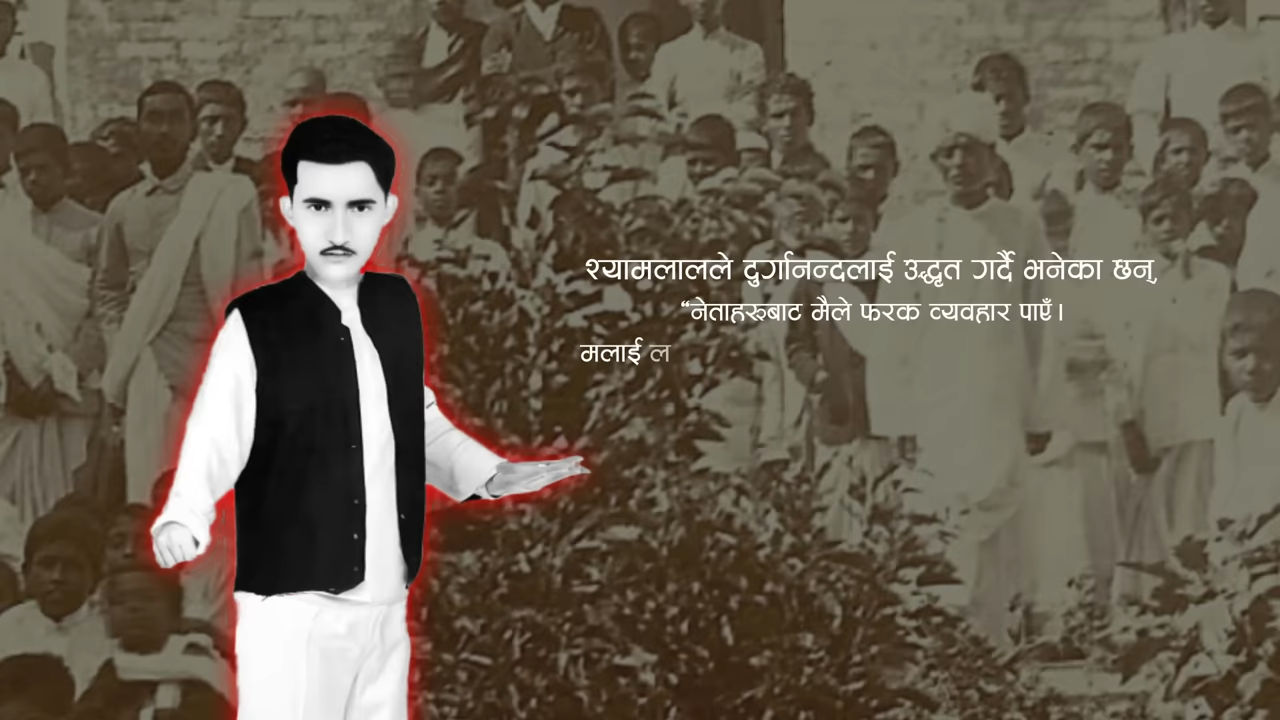 श्यामलालले दुर्गानन्दलाई उद्धृत गर्दै भनेका छन्,
“नेताहरूबाट मैले फरक व्यवहार पाएँ।
मलाई ल